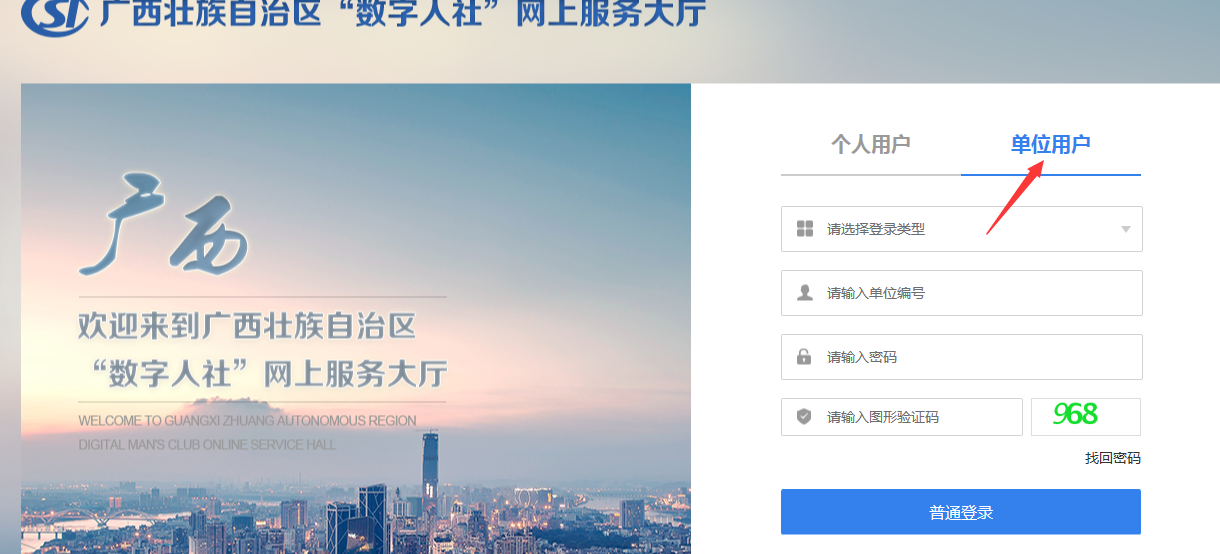 CSI 广西壮族自治区“数字人社”网上服务大厅
广西
欢迎来到广西壮族自治区
“数字人社”网上服务大厅
WELCOME TO GUANGXI ZHUANG AUTONOMOUS REGION
DIGITAL MAN'S CLUB ONLINE SERVICE HALL
个人用户 单位用户
请选择登录类型
请输入单位编号
请输入密码
请输入图形验证码 968
找回密码
普通登录